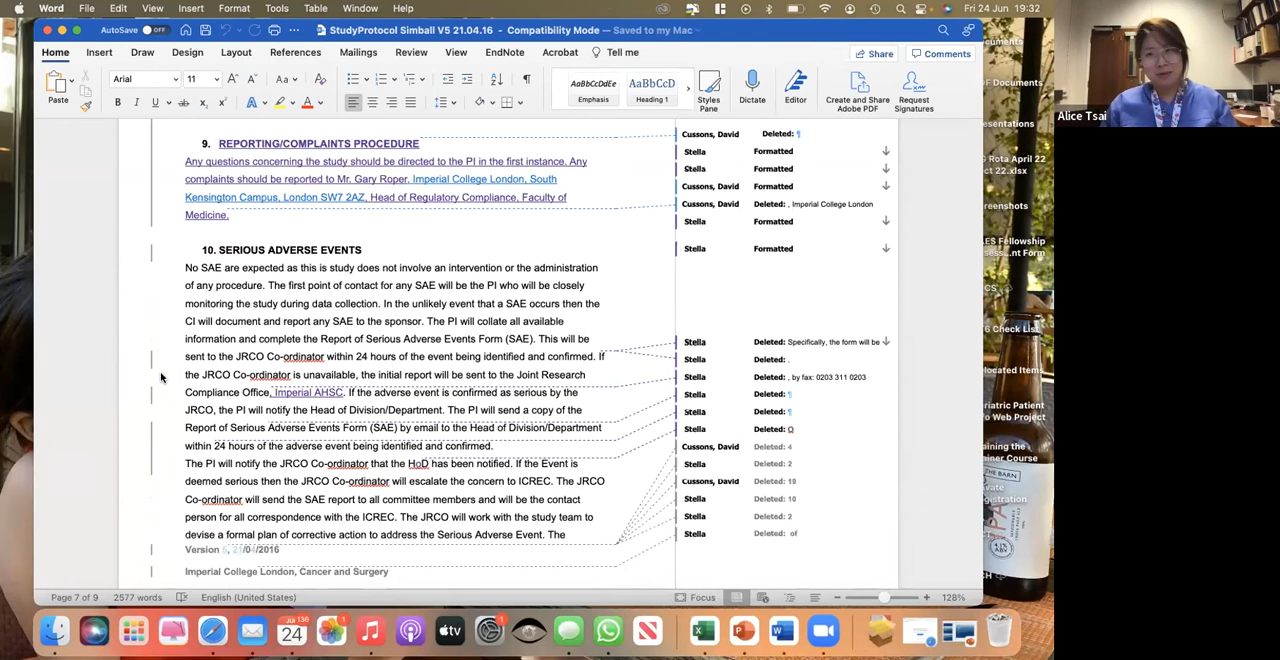 Word File Edit View Insert Format Tools Table Window Help
Fri 24 Jun 19:32
AutoSave OFF
StudyProtocol Simball V5 21.04.16 - Compatibility Mode — Saved to my Mac
Home Insert Draw Design Layout References Mailings Review View EndNote Acrobat Tell me
Share Comments
Paste
Arial 11
AaBbCcDdEe AaBbCcD
Emphasis Heading 1
Styles Pane
Dictate
Editor
Create and Share Adobe PDF
Request Signatures
9. REPORTING/COMPLAINTS PROCEDURE
Any questions concerning the study should be directed to the PI in the first instance. Any
complaints should be reported to Mr. Gary Roper, Imperial College London, South
Kensington Campus, London SW7 2AZ, Head of Regulatory Compliance, Faculty of
Medicine.
10. SERIOUS ADVERSE EVENTS
No SAE are expected as this is study does not involve an intervention or the administration
of any procedure. The first point of contact for any SAE will be the PI who will be closely
monitoring the study during data collection. In the unlikely event that a SAE occurs then the
CI will document and report any SAE to the sponsor. The PI will collate all available
information and complete the Report of Serious Adverse Events Form (SAE). This will be
sent to the JRCO Co-ordinator within 24 hours of the event being identified and confirmed. If
the JRCO Co-ordinator is unavailable, the initial report will be sent to the Joint Research
Compliance Office, Imperial AHSC. If the adverse event is confirmed as serious by the
JRCO, the PI will notify the Head of Division/Department. The PI will send a copy of the
Report of Serious Adverse Events Form (SAE) by email to the Head of Division/Department
within 24 hours of the adverse event being identified and confirmed.
The PI will notify the JRCO Co-ordinator that the HoD has been notified. If the Event is
deemed serious then the JRCO Co-ordinator will escalate the concern to ICREC. The JRCO
Co-ordinator will send the SAE report to all committee members and will be the contact
person for all correspondence with the ICREC. The JRCO will work with the study team to
devise a formal plan of corrective action to address the Serious Adverse Event. The
Version 5, 21/04/2016
Imperial College London, Cancer and Surgery
Cussons, David Deleted: ¶
Stella Formatted
Stella Formatted
Cussons, David Formatted
Cussons, David Deleted: , Imperial College London
Stella Formatted
Stella Formatted
Stella Deleted: Specifically, the form will be
Stella Deleted: .
Stella Deleted: , by fax: 0203 311 0203
Stella Deleted: ¶
Stella Deleted: ¶
Stella Deleted: O
Cussons, David Deleted: 4
Stella Deleted: 2
Cussons, David Deleted: 19
Stella Deleted: 10
Stella Deleted: 2
Stella Deleted: of
Page 7 of 9 2577 words English (United States) Focus 128%
JUL 136
24
1
1
tv
Alice Tsai
THE BARN
4.1% ABV